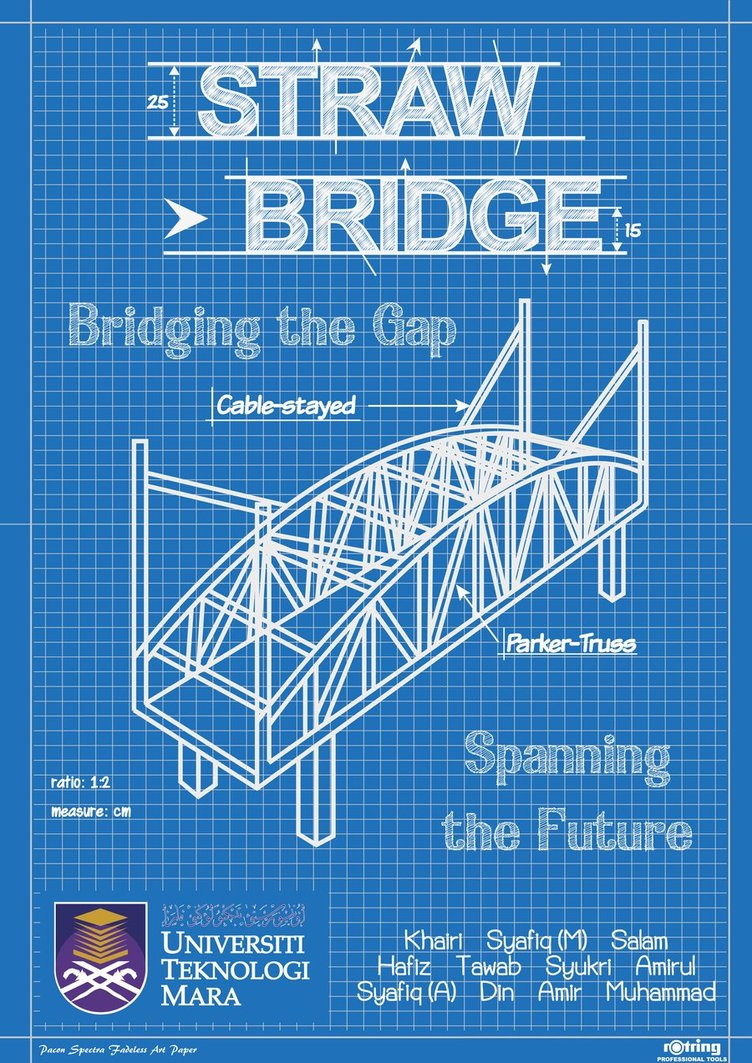 STRAW
25
BRIDGE
15
Bridging the Gap
Cable-stayed
Parker-Truss
Spanning
the Future
ratio: 1:2
measure: cm
UNIVERSITI
TEKNOLOGI
MARA
Khairi Syafiq (M) Salam
Hafiz Tawab Syukri Amirul
Syafiq (A) Din Amir Muhammad
Pacon Spectra Fadeless Art Paper
rotring
PROFESSIONAL TOOLS